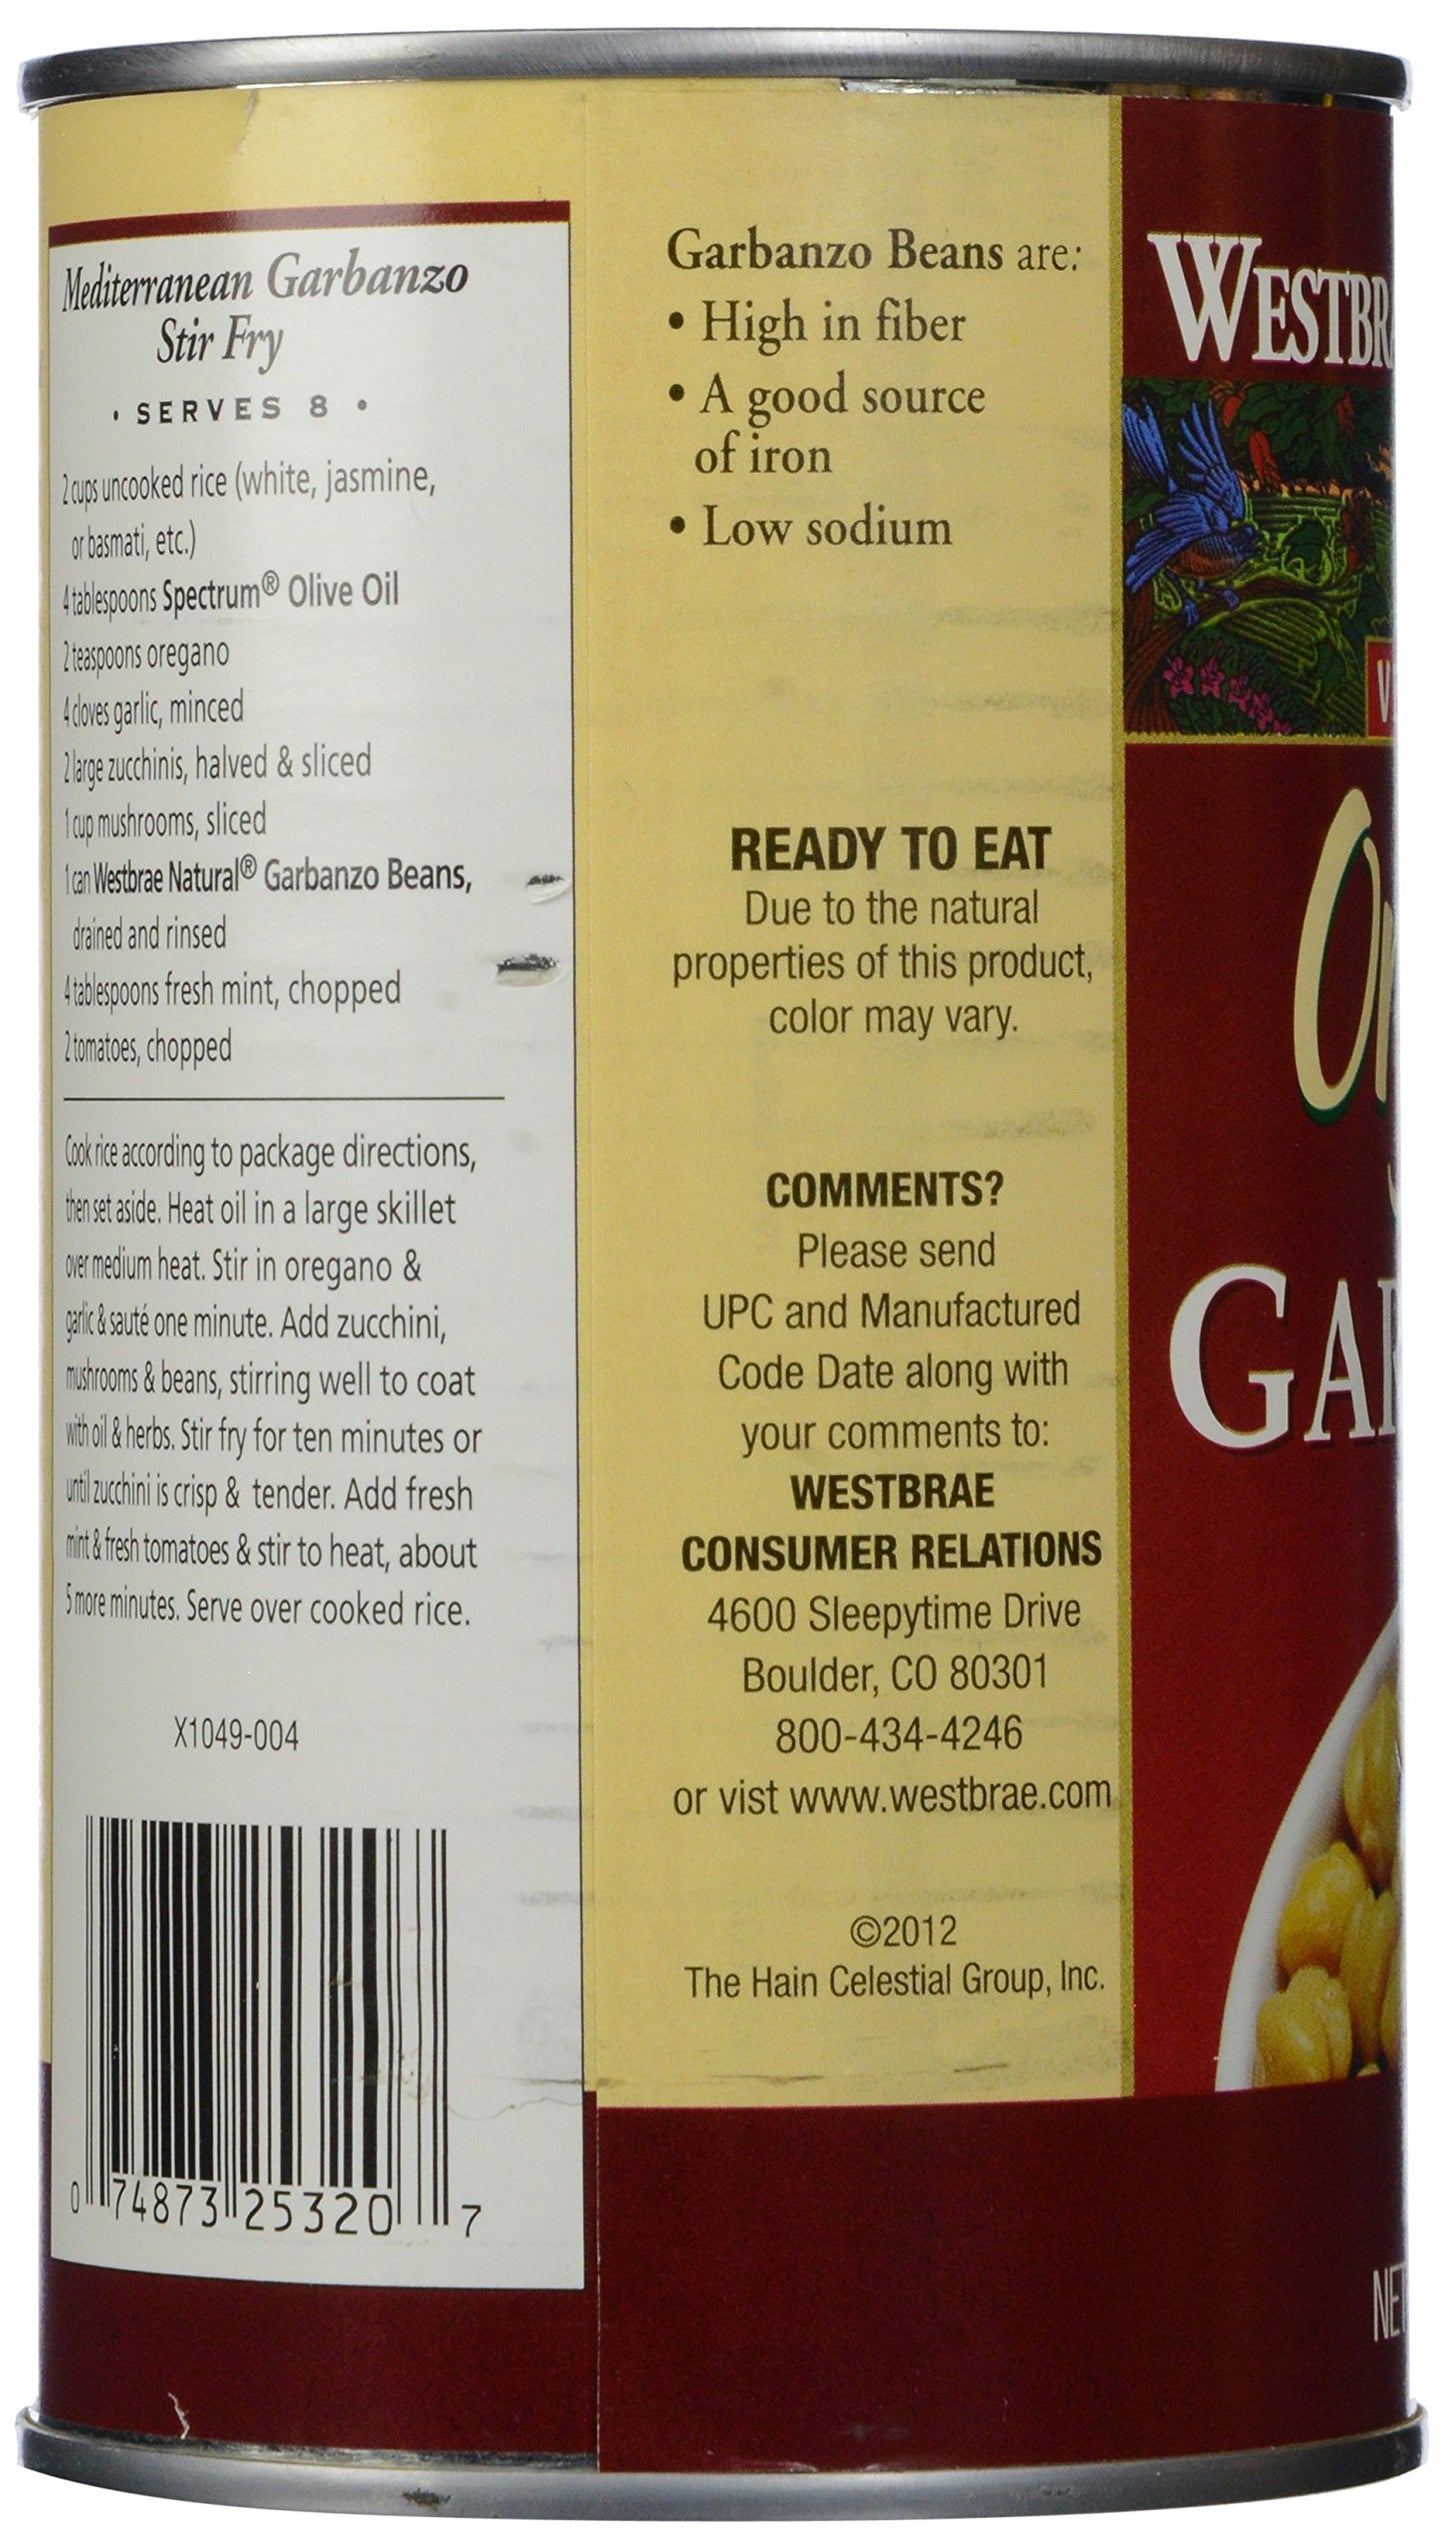 Mediterranean Garbanzo
Stir Fry
• SERVES 8 •
2 cups uncooked rice (white, jasmine,
or basmati, etc.)
4 tablespoons Spectrum® Olive Oil
2 teaspoons oregano
4 cloves garlic, minced
2 large zucchinis, halved & sliced
1 cup mushrooms, sliced
1 can Westbrae Natural® Garbanzo Beans,
drained and rinsed
4 tablespoons fresh mint, chopped
2 tomatoes, chopped
Cook rice according to package directions,
then set aside. Heat oil in a large skillet
over medium heat. Stir in oregano &
garlic & sauté one minute. Add zucchini,
mushrooms & beans, stirring well to coat
with oil & herbs. Stir fry for ten minutes or
until zucchini is crisp & tender. Add fresh
mint & fresh tomatoes & stir to heat, about
5 more minutes. Serve over cooked rice.
X1049-004
0 74873 25320 7
Garbanzo Beans are:
• High in fiber
• A good source
of iron
• Low sodium
READY TO EAT
Due to the natural
properties of this product,
color may vary.
COMMENTS?
Please send
UPC and Manufactured
Code Date along with
your comments to:
WESTBRAE
CONSUMER RELATIONS
4600 Sleepytime Drive
Boulder, CO 80301
800-434-4246
or vist www.westbrae.com
©2012
The Hain Celestial Group, Inc.
WESTBR
V
Or
GAR
NET